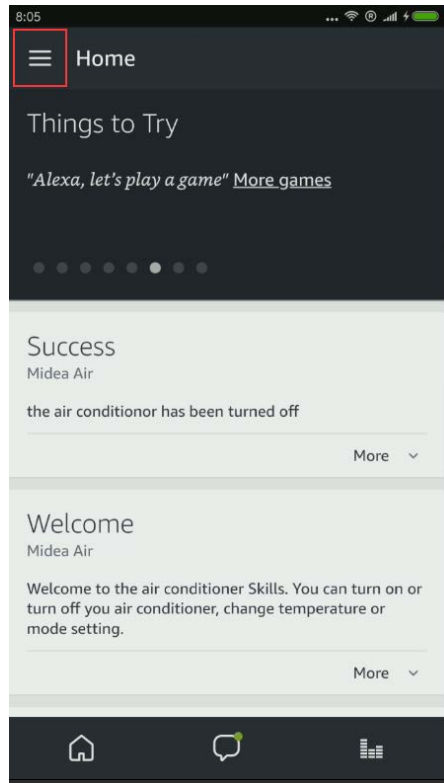 8:05
Home
Things to Try
"Alexa, let's play a game" More games
Success
Midea Air
the air conditionor has been turned off
More
Welcome
Midea Air
Welcome to the air conditioner Skills. You can turn on or
turn off you air conditioner, change temperature or
mode setting.
More